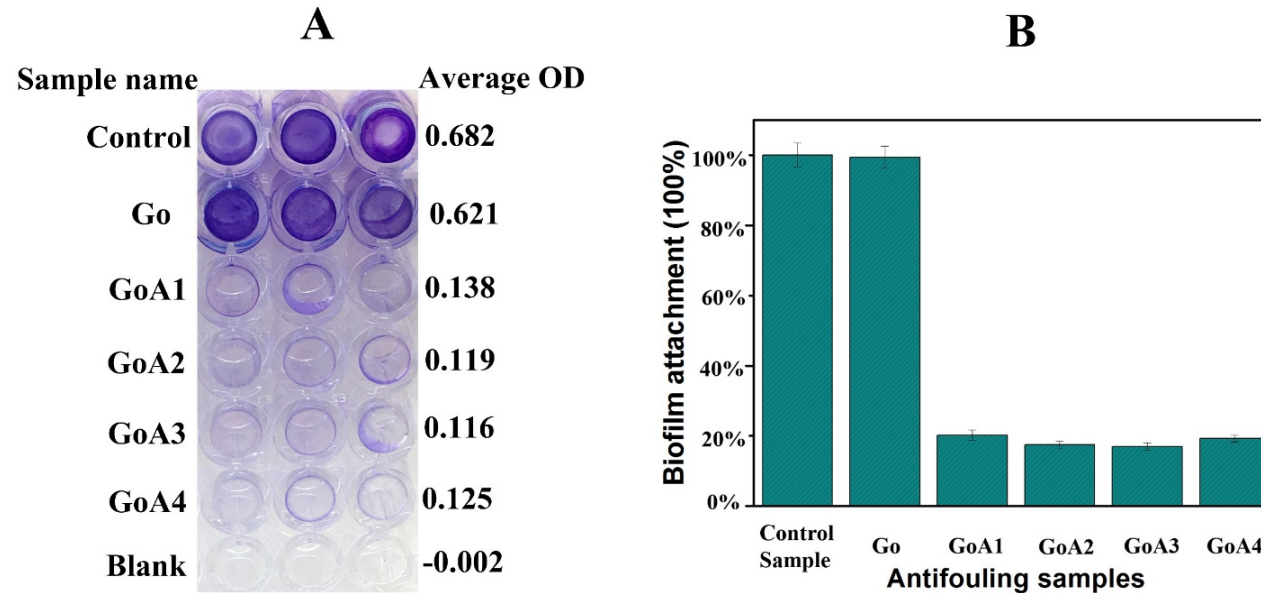 A
Sample name Average OD
Control 0.682
Go 0.621
GoA1 0.138
GoA2 0.119
GoA3 0.116
GoA4 0.125
Blank -0.002
B
Biofilm attachment (100%)
100%
80%
60%
40%
20%
0%
Control Sample Go GoA1 GoA2 GoA3 GoA4
Antifouling samples